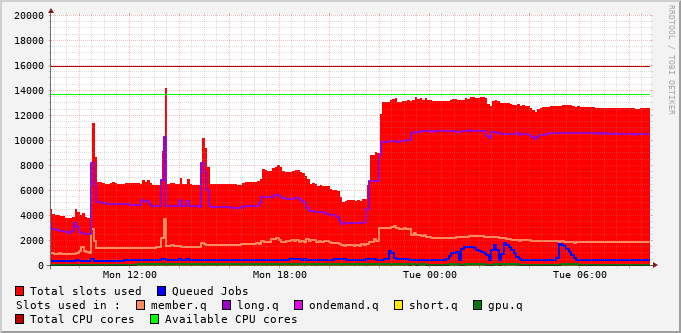 20000
18000
16000
14000
12000
10000
8000
6000
4000
2000
0
Mon 12:00 Mon 18:00 Tue 00:00 Tue 06:00
RRDTOOL / TOBI OETIKER
Total slots used Queued Jobs
Slots used in : member.q long.q ondemand.q short.q gpu.q
Total CPU cores Available CPU cores